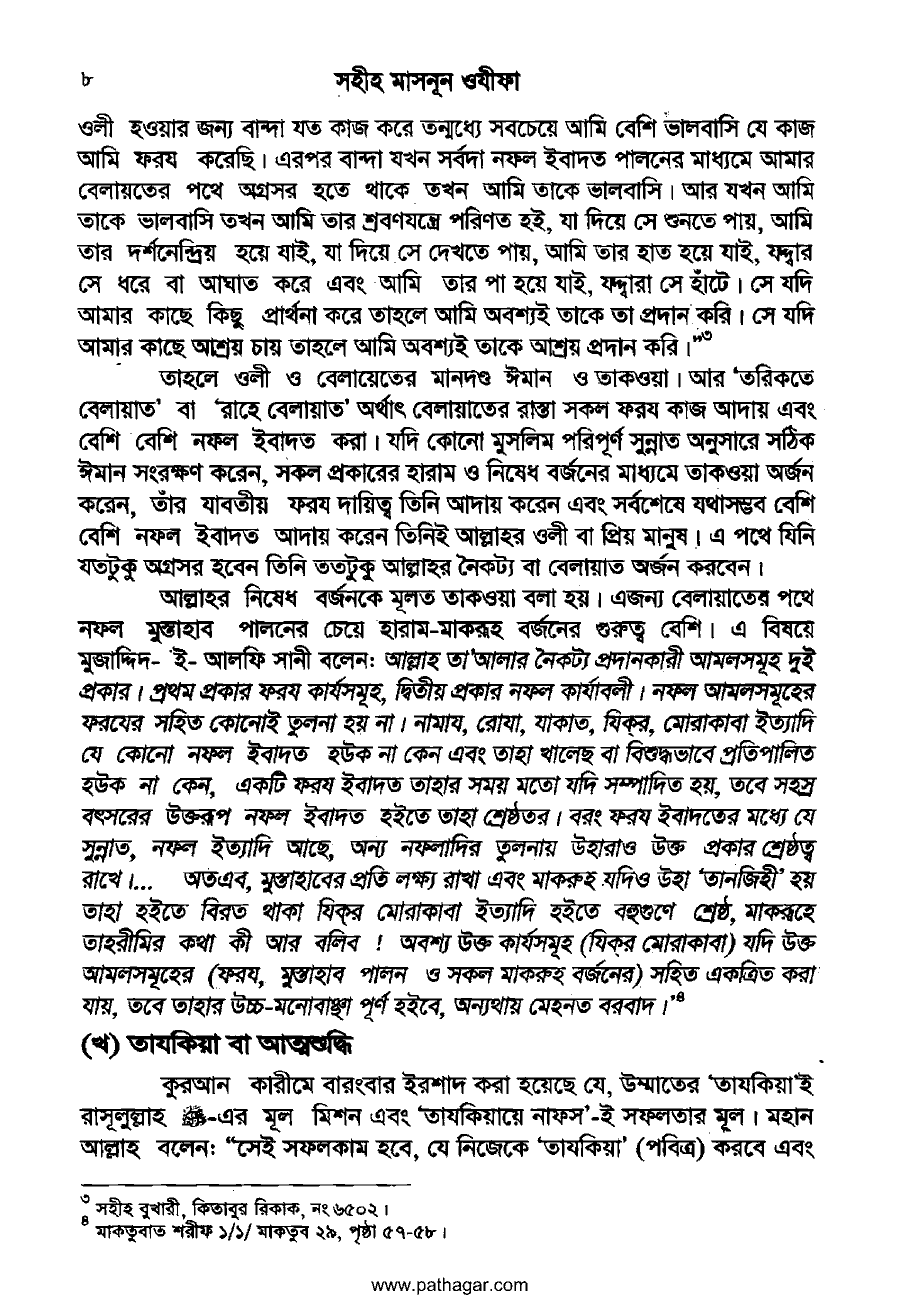 ৮ সহীহ মাসনূন ওযীফা
ওলী হওয়ার জন্য বান্দা যত কাজ করে তন্মধ্যে সবচেয়ে আমি বেশি ভালবাসি যে কাজ
আমি ফরয করেছি। এরপর বান্দা যখন সর্বদা নফল ইবাদত পালনের মাধ্যমে আমার
বেলায়তের পথে অগ্রসর হতে থাকে তখন আমি তাকে ভালবাসি। আর যখন আমি
তাকে ভালবাসি তখন আমি তার শ্রবণযন্ত্রে পরিণত হই, যা দিয়ে সে শুনতে পায়, আমি
তার দর্শনেন্দ্রিয় হয়ে যাই, যা দিয়ে সে দেখতে পায়, আমি তার হাত হয়ে যাই, যদ্দ্বার
সে ধরে বা আঘাত করে এবং আমি তার পা হয়ে যাই, যদ্দ্বারা সে হাঁটে। সে যদি
আমার কাছে কিছু প্রার্থনা করে তাহলে আমি অবশ্যই তাকে তা প্রদান করি। সে যদি
আমার কাছে আশ্রয় চায় তাহলে আমি অবশ্যই তাকে আশ্রয় প্রদান করি।”৩
তাহলে ওলী ও বেলায়েতের মানদণ্ড ঈমান ও তাকওয়া। আর ‘তরিকতে
বেলায়াত’ বা ‘রাহে বেলায়াত’ অর্থাৎ বেলায়াতের রাস্তা সকল ফরয কাজ আদায় এবং
বেশি বেশি নফল ইবাদত করা। যদি কোনো মুসলিম পরিপূর্ণ সুন্নাত অনুসারে সঠিক
ঈমান সংরক্ষণ করেন, সকল প্রকারের হারাম ও নিষেধ বর্জনের মাধ্যমে তাকওয়া অর্জন
করেন, তাঁর যাবতীয় ফরয দায়িত্ব তিনি আদায় করেন এবং সর্বশেষে যথাসম্ভব বেশি
বেশি নফল ইবাদত আদায় করেন তিনিই আল্লাহর ওলী বা প্রিয় মানুষ। এ পথে যিনি
যতটুকু অগ্রসর হবেন তিনি ততটুকু আল্লাহর নৈকট্য বা বেলায়াত অর্জন করবেন।
আল্লাহর নিষেধ বর্জনকে মূলত তাকওয়া বলা হয়। এজন্য বেলায়াতের পথে
নফল মুস্তাহাব পালনের চেয়ে হারাম-মাকরূহ বর্জনের গুরুত্ব বেশি। এ বিষয়ে
মুজাদ্দিদ- ‘ই- আলফি সানী বলেন: আল্লাহ তা‘আলার নৈকট্য প্রদানকারী আমলসমূহ দুই
প্রকার। প্রথম প্রকার ফরয কার্যসমূহ, দ্বিতীয় প্রকার নফল কার্যাবলী। নফল আমলসমূহের
ফরযের সহিত কোনোই তুলনা হয় না। নামায, রোযা, যাকাত, যিক্‌র, মোরাকাবা ইত্যাদি
যে কোনো নফল ইবাদত হউক না কেন এবং তাহা খালেছ বা বিশুদ্ধভাবে প্রতিপালিত
হউক না কেন, একটি ফরয ইবাদত তাহার সময় মতো যদি সম্পাদিত হয়, তবে সহস্র
বৎসরের উক্তরূপ নফল ইবাদত হইতে তাহা শ্রেষ্ঠতর। বরং ফরয ইবাদতের মধ্যে যে
সুন্নাত, নফল ইত্যাদি আছে, অন্য নফলাদির তুলনায় উহারাও উক্ত প্রকার শ্রেষ্ঠত্ব
রাখে।... অতএব, মুস্তাহাবের প্রতি লক্ষ্য রাখা এবং মাকরুহ যদিও উহা ‘তানজিহী’ হয়
তাহা হইতে বিরত থাকা যিক্‌র মোরাকাবা ইত্যাদি হইতে বহুগুণে শ্রেষ্ঠ, মাকরূহে
তাহরীমির কথা কী আর বলিব ! অবশ্য উক্ত কার্যসমূহ (যিক্‌র মোরাকাবা) যদি উক্ত
আমলসমূহের (ফরয, মুস্তাহাব পালন ও সকল মাকরুহ বর্জনের) সহিত একত্রিত করা
যায়, তবে তাহার উচ্চ-মনোবাঞ্ছা পূর্ণ হইবে, অন্যথায় মেহনত বরবাদ।’৪
(খ) তাযকিয়া বা আত্মশুদ্ধি
কুরআন কারীমে বারংবার ইরশাদ করা হয়েছে যে, উম্মাতের ‘তাযকিয়া’ই
রাসূলুল্লাহ ﷺ-এর মূল মিশন এবং ‘তাযকিয়ায়ে নাফস’-ই সফলতার মূল। মহান
আল্লাহ বলেন: “সেই সফলকাম হবে, যে নিজেকে ‘তাযকিয়া’ (পবিত্র) করবে এবং
৩ সহীহ বুখারী, কিতাবুর রিকাক, নং ৬৫০২।
৪ মাকতুবাত শরীফ ১/১/ মাকতুব ২৯, পৃষ্ঠা ৫৭-৫৮।
www.pathagar.com